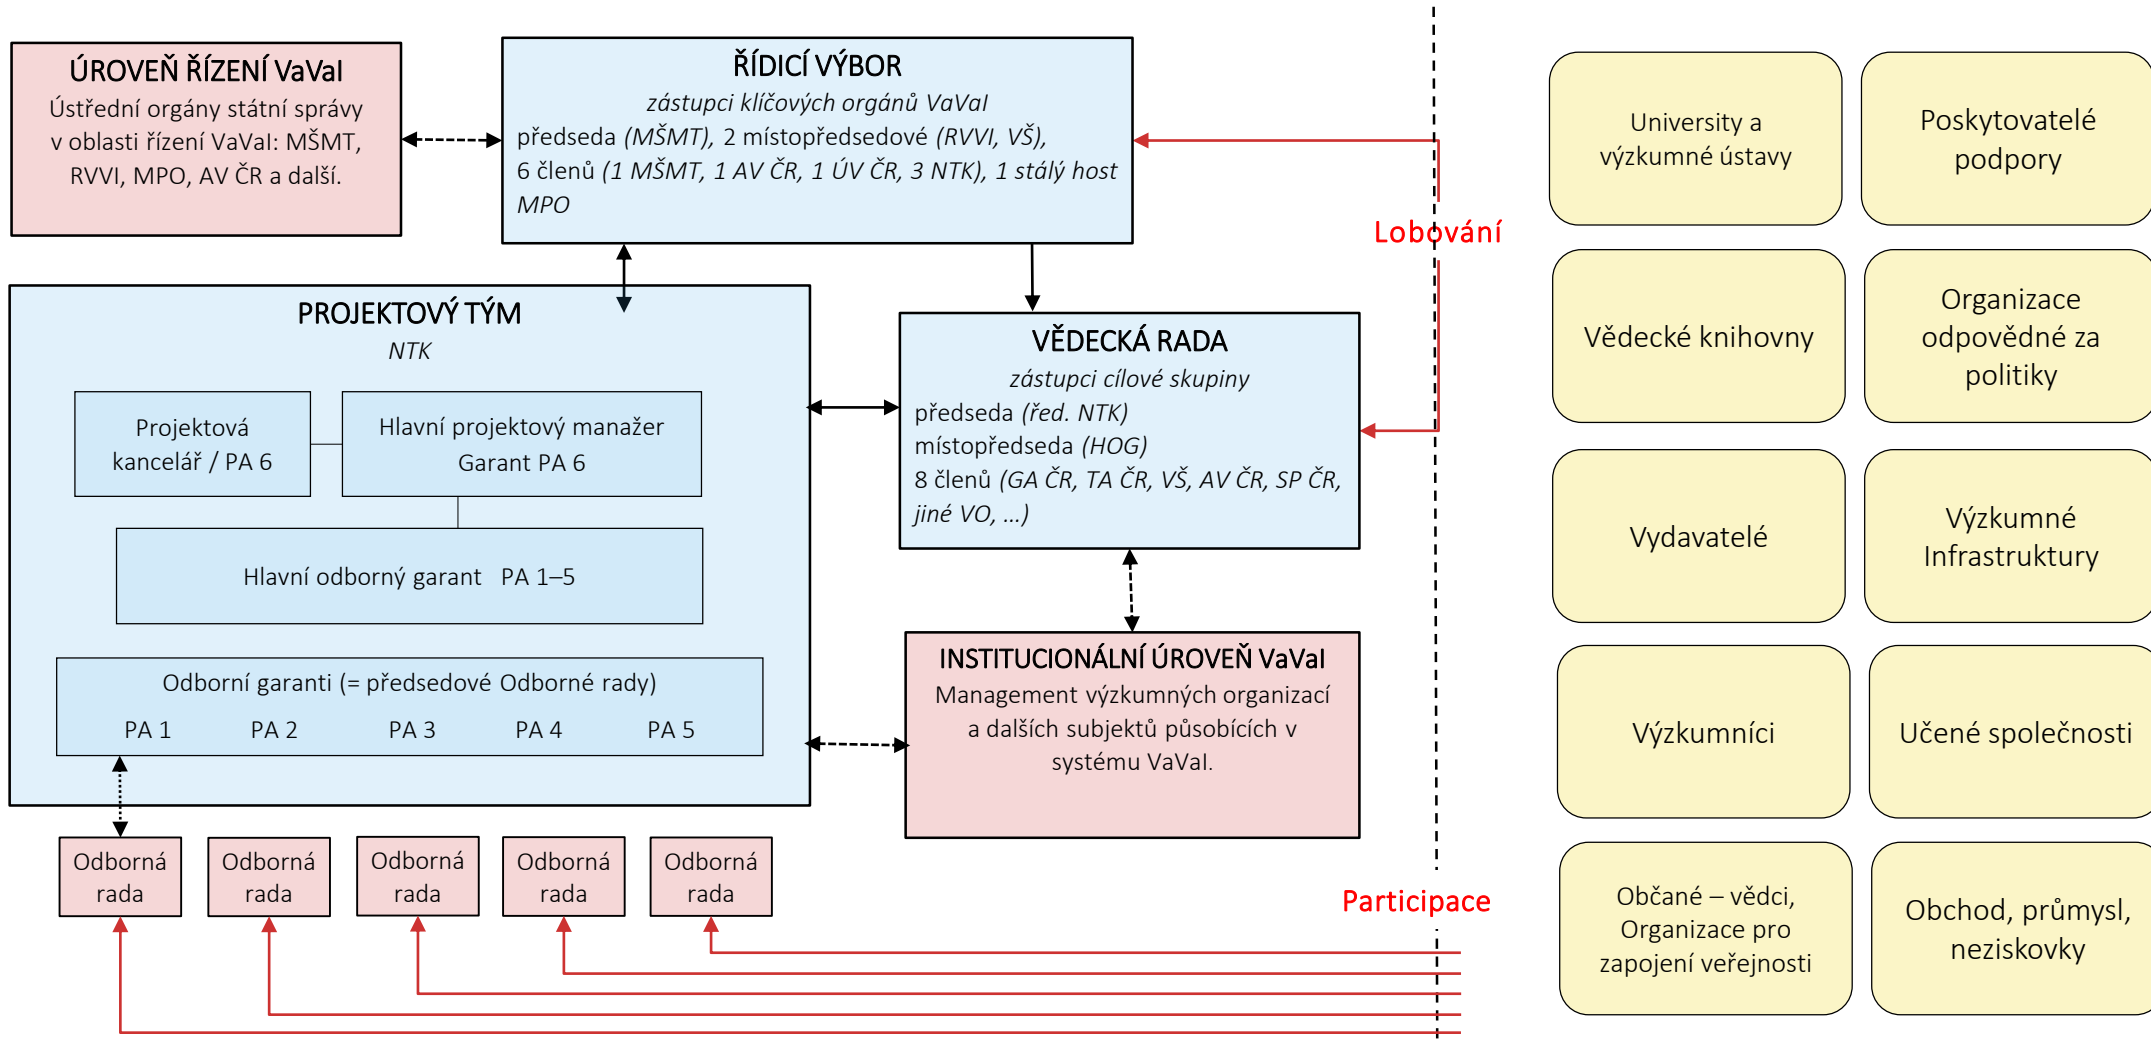 ÚROVEŇ ŘÍZENÍ VaVaI
Ústřední orgány státní správy
v oblasti řízení VaVaI: MŠMT,
RVVI, MPO, AV ČR a další.
ŘÍDICÍ VÝBOR
zástupci klíčových orgánů VaVaI
předseda (MŠMT), 2 místopředsedové (RVVI, VŠ),
6 členů (1 MŠMT, 1 AV ČR, 1 ÚV ČR, 3 NTK), 1 stálý host
MPO
Lobování
PROJEKTOVÝ TÝM
NTK
Projektová
kancelář / PA 6
Hlavní projektový manažer
Garant PA 6
Hlavní odborný garant PA 1–5
Odborní garanti (= předsedové Odborné rady)
PA 1 PA 2 PA 3 PA 4 PA 5
VĚDECKÁ RADA
zástupci cílové skupiny
předseda (řed. NTK)
místopředseda (HOG)
8 členů (GA ČR, TA ČR, VŠ, AV ČR, SP ČR,
jiné VO, …)
INSTITUCIONÁLNÍ ÚROVEŇ VaVaI
Management výzkumných organizací
a dalších subjektů působících v
systému VaVaI.
Odborná
rada
Odborná
rada
Odborná
rada
Odborná
rada
Odborná
rada
Participace
University a
výzkumné ústavy
Poskytovatelé
podpory
Vědecké knihovny
Organizace
odpovědné za
politiky
Vydavatelé
Výzkumné
Infrastruktury
Výzkumníci
Učené společnosti
Občané – vědci,
Organizace pro
zapojení veřejnosti
Obchod, průmysl,
neziskovky